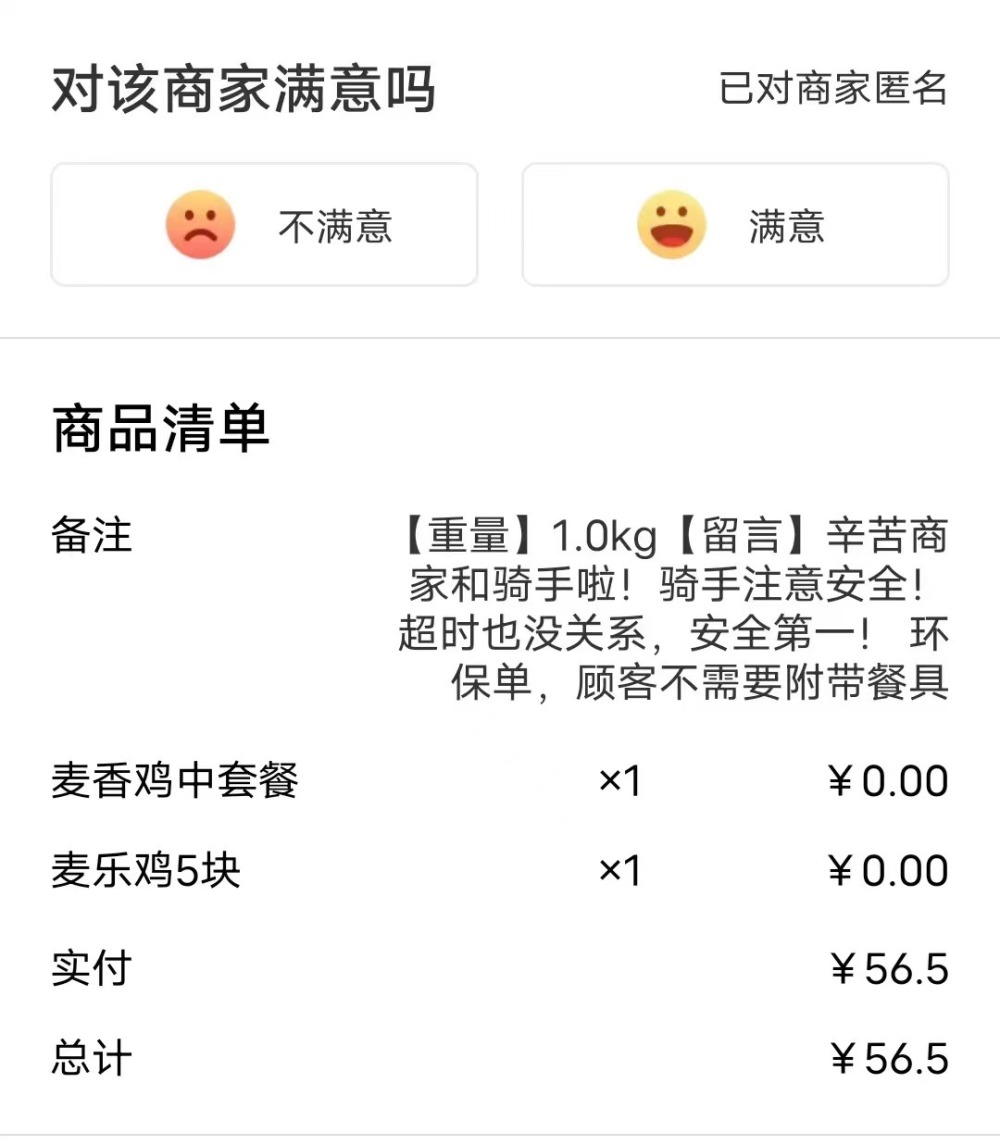 对该商家满意吗 已对商家匿名
不满意 满意
商品清单
备注 【重量】1.0kg【留言】辛苦商
家和骑手啦！骑手注意安全！
超时也没关系，安全第一！ 环
保单，顾客不需要附带餐具
麦香鸡中套餐 ×1 ￥0.00
麦乐鸡5块 ×1 ￥0.00
实付 ￥56.5
总计 ￥56.5